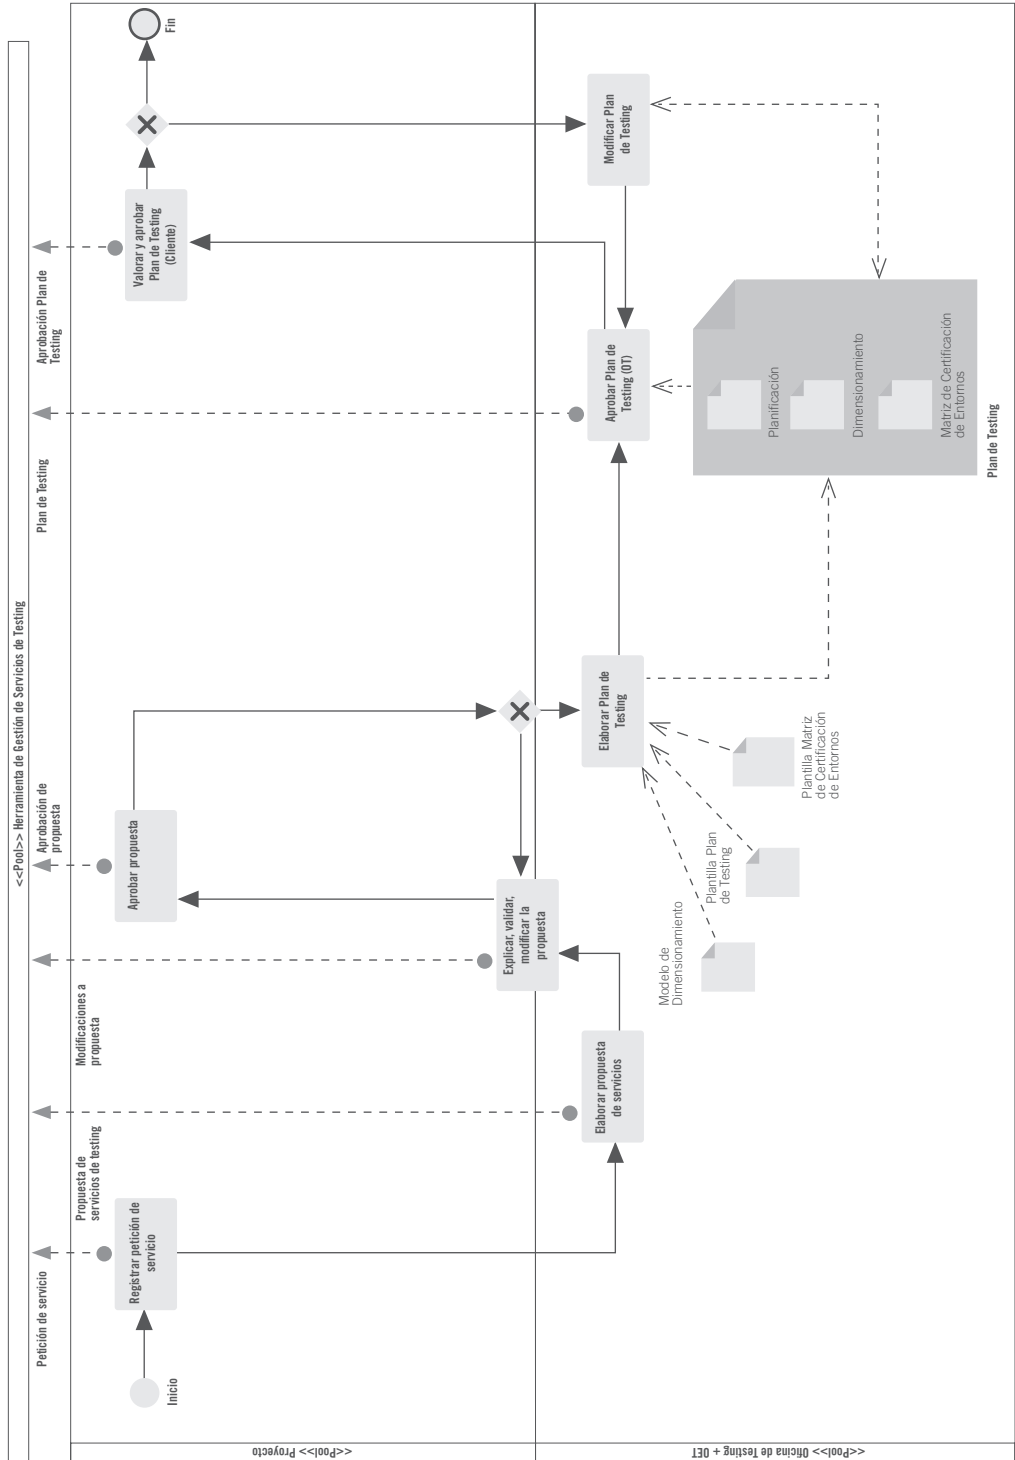 <<Pool>> Herramienta de Gestión de Servicios de Testing
Petición de servicio
Propuesta de
servicios de testing
Modificaciones a
propuesta
Aprobación de
propuesta
Plan de Testing
Aprobación Plan de
Testing
<<Pool>> Proyecto
Inicio
Registrar petición de
servicio
Aprobar propuesta
Valorar y aprobar
Plan de Testing
(Cliente)
Fin
Explicar, validar,
modificar la
propuesta
<<Pool>> Oficina de Testing + OET
Elaborar propuesta
de servicios
Elaborar Plan de
Testing
Aprobar Plan de
Testing (OT)
Modificar Plan
de Testing
Modelo de
Dimensionamiento
Plantilla Plan
de Testing
Plantilla Matriz
de Certificación
de Entornos
Planificación
Dimensionamiento
Matriz de Certificación
de Entornos
Plan de Testing